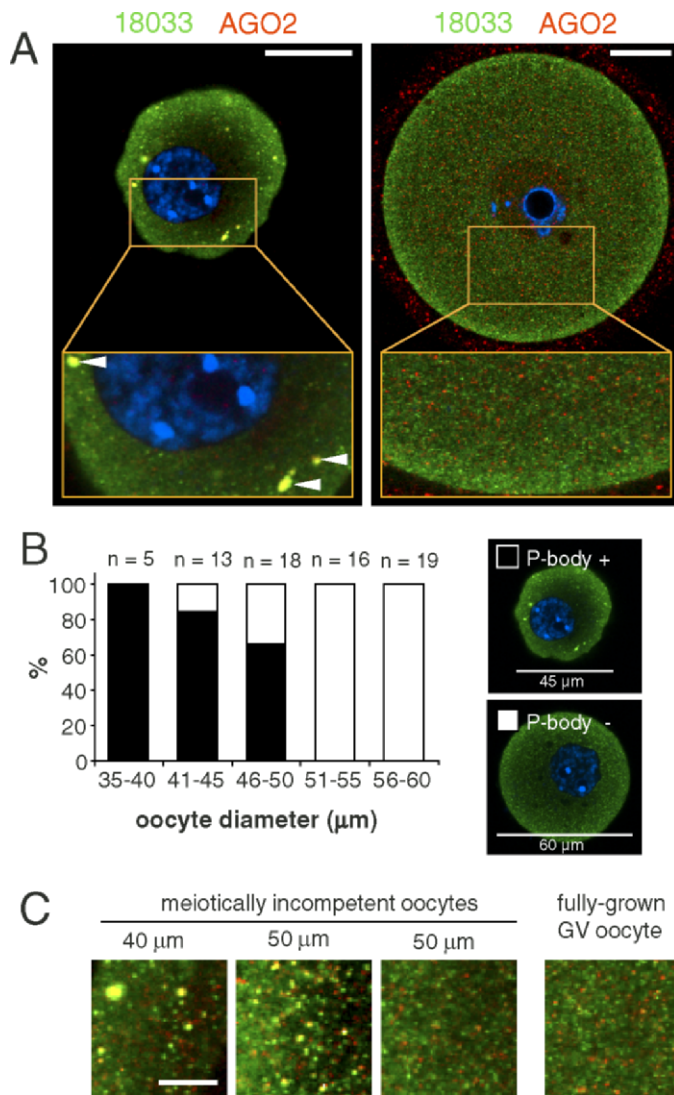 18033 AGO2
A
B
n = 5 n = 13 n = 18 n = 16 n = 19
100
80
60
40
20
0
%
35-40 41-45 46-50 51-55 56-60
oocyte diameter (μm)
P-body +
45 μm
P-body -
60 μm
C
meiotically incompetent oocytes
40 μm 50 μm 50 μm
fully-grown
GV oocyte